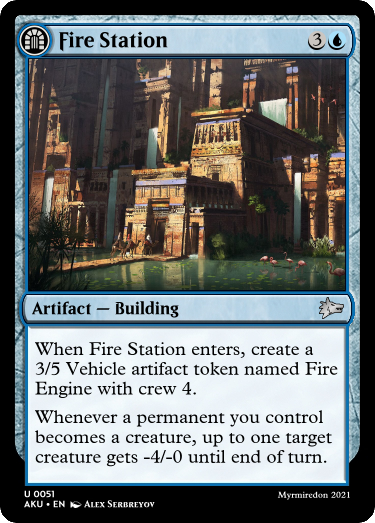 Fire Station 3
Artifact — Building
When Fire Station enters, create a
3/5 Vehicle artifact token named Fire
Engine with crew 4.
Whenever a permanent you control
becomes a creature, up to one target
creature gets -4/-0 until end of turn.
U 0051
AKU • EN Alex Serbreyov
Myrmiredon 2021